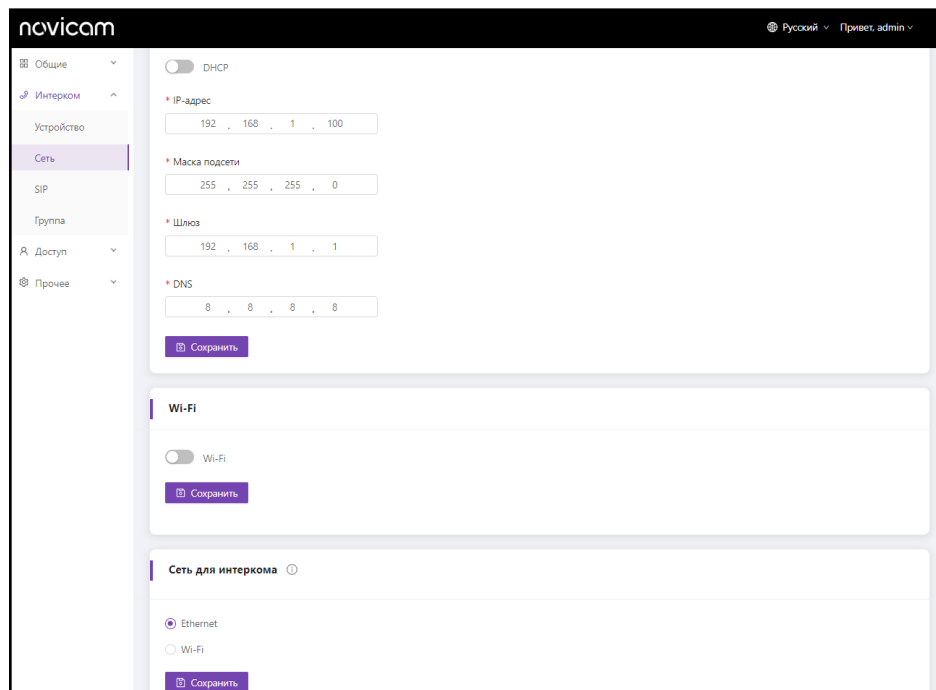 novicam
Русский
Привет, admin
Общие
Интерком
Устройство
Сеть
SIP
Группа
Доступ
Прочее
DHCP
* IP-адрес
192 . 168 . 1 . 100
* Маска подсети
255 . 255 . 255 . 0
* Шлюз
192 . 168 . 1 . 1
* DNS
8 . 8 . 8 . 8
Сохранить
Wi-Fi
Wi-Fi
Сохранить
Сеть для интеркома
Ethernet
Wi-Fi
Сохранить